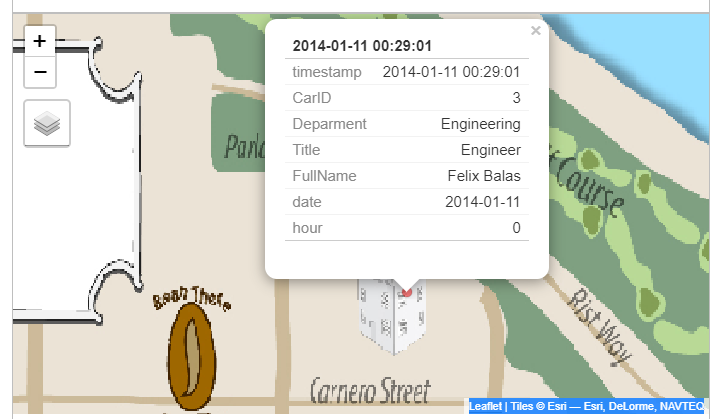 +
−
×
2014-01-11 00:29:01
timestamp 2014-01-11 00:29:01
CarID 3
Deparment Engineering
Title Engineer
FullName Felix Balas
date 2014-01-11
hour 0
Course
Bean There
Rist Way
Carnero Street
Leaflet | Tiles © Esri — Esri, DeLorme, NAVTEQ